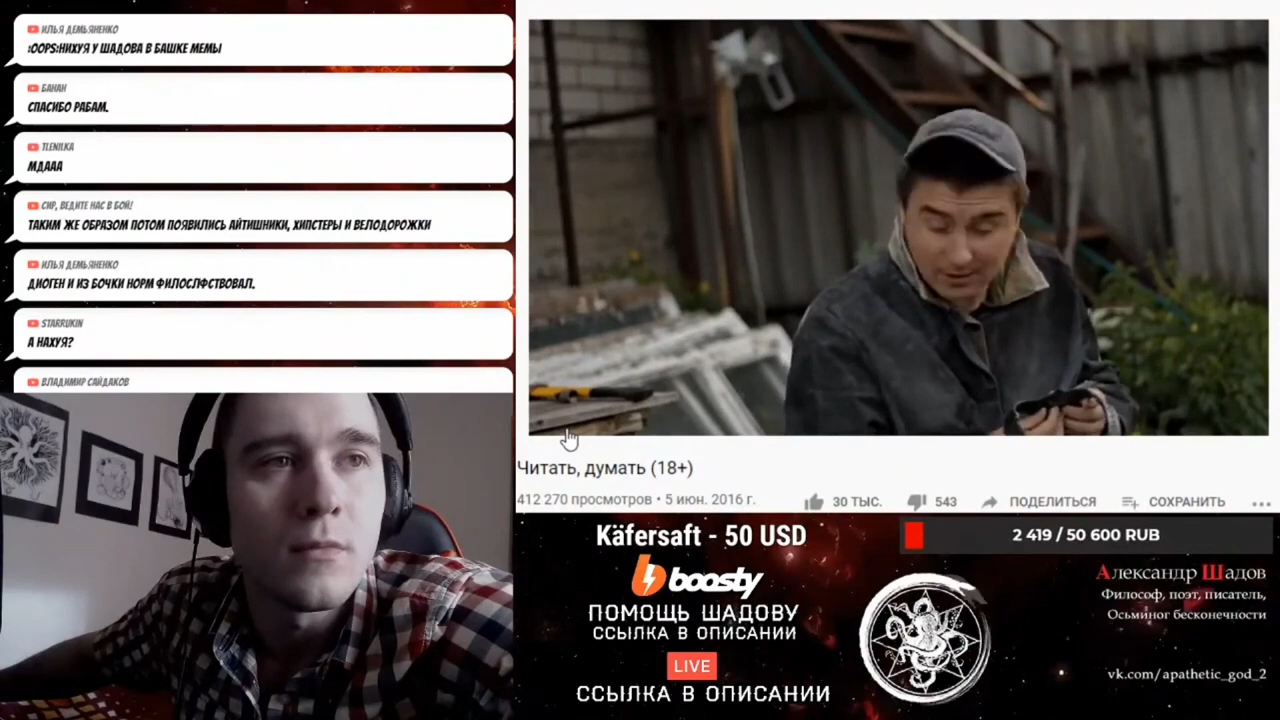 ИЛЬЯ ДЕМЬЯНЕНКО
:OOPS:НИХУЯ У ШАДОВА В БАШКЕ МЕМЫ
БАНАН
СПАСИБО РАБАМ.
TLENILKA
МДААА
СИР, ВЕДИТЕ НАС В БОЙ!
ТАКИМ ЖЕ ОБРАЗОМ ПОТОМ ПОЯВИЛИСЬ АЙТИШНИКИ, ХИПСТЕРЫ И ВЕЛОДОРОЖКИ
ИЛЬЯ ДЕМЬЯНЕНКО
ДИОГЕН И ИЗ БОЧКИ НОРМ ФИЛОСЛФСТВОВАЛ.
STARRUKIN
А НАХУЯ?
ВЛАДИМИР САЙДАКОВ
Читать, думать (18+)
412 270 просмотров • 5 июн. 2016 г.
30 ТЫС.
543
ПОДЕЛИТЬСЯ
СОХРАНИТЬ
Käfersaft - 50 USD
boosty
ПОМОЩЬ ШАДОВУ
ССЫЛКА В ОПИСАНИИ
LIVE
ССЫЛКА В ОПИСАНИИ
2 419 / 50 600 RUB
Александр Шадов
Философ, поэт, писатель,
Осьминог бесконечности
vk.com/apathetic_god_2